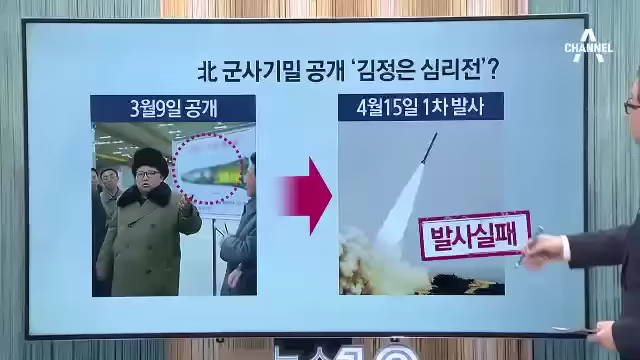 CHANNEL A
北 군사기밀 공개 ‘김정은 심리전’?
3월9일 공개
4월15일 1차 발사
발사실패